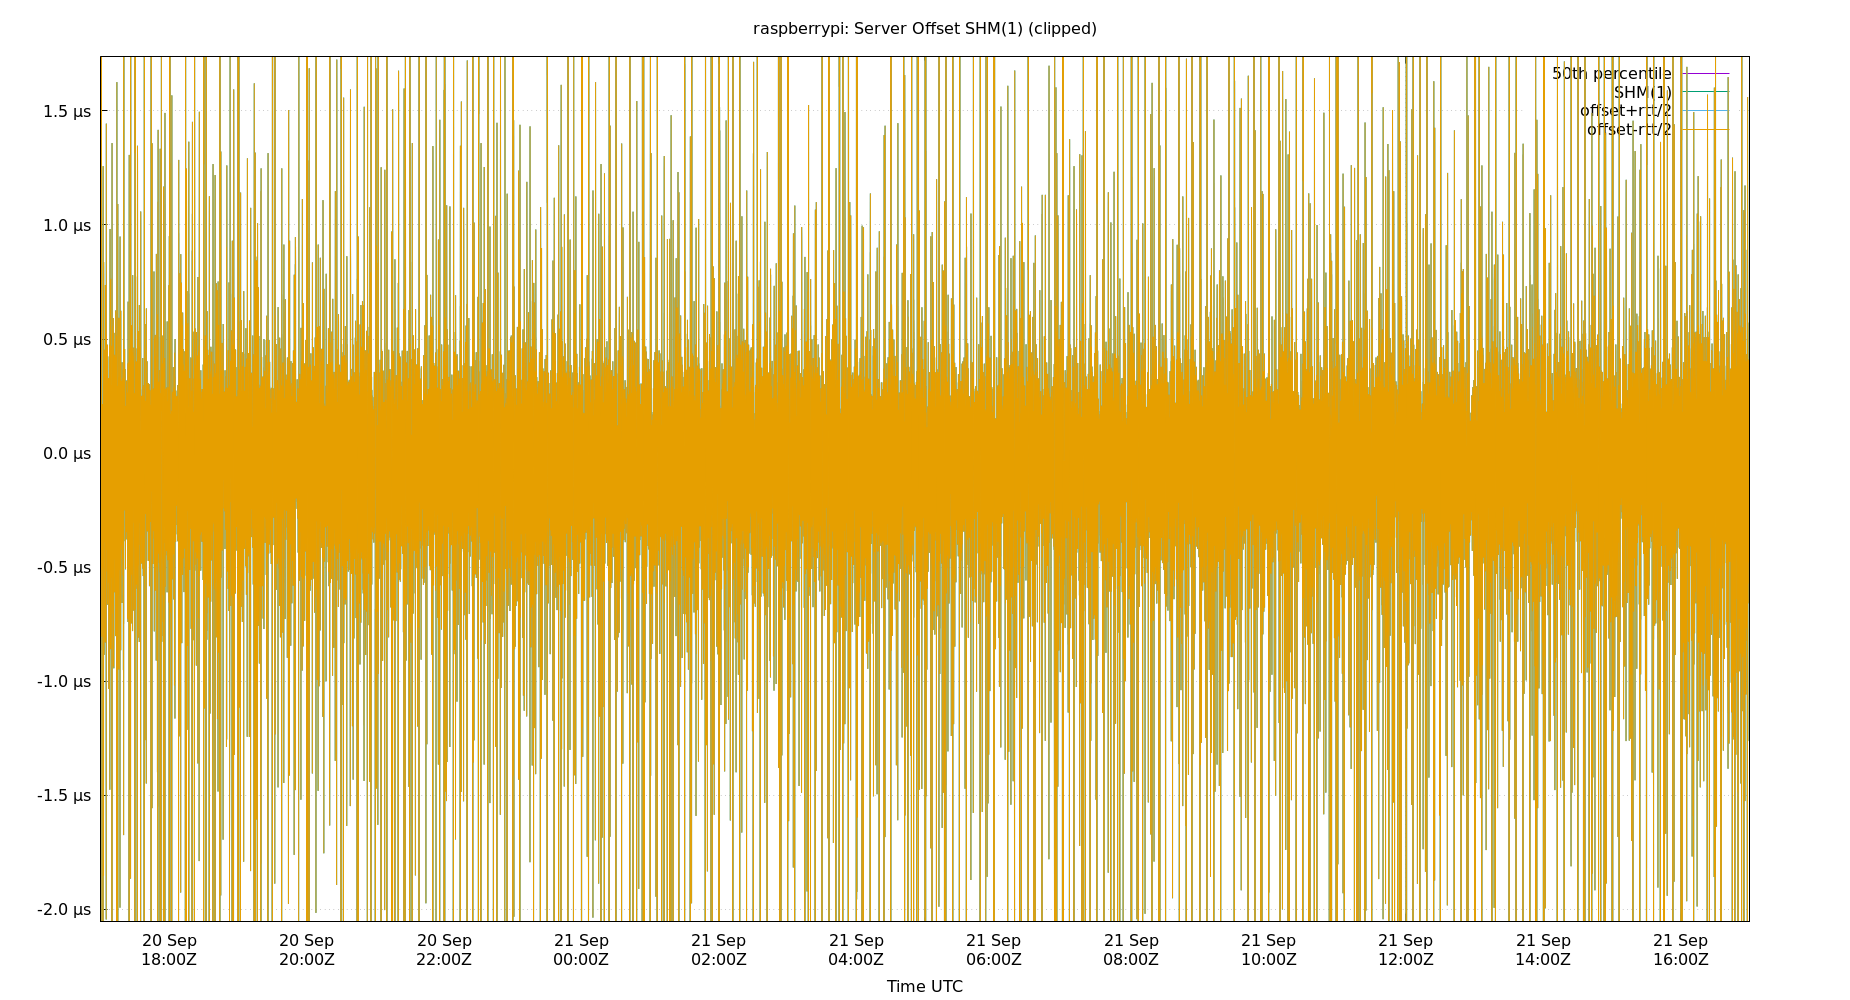 raspberrypi: Server Offset SHM(1) (clipped)
50th percentile
SHM(1)
offset+rtt/2
offset-rtt/2
1.5 µs
1.0 µs
0.5 µs
0.0 µs
-0.5 µs
-1.0 µs
-1.5 µs
-2.0 µs
20 Sep 20 Sep 20 Sep 21 Sep 21 Sep 21 Sep 21 Sep 21 Sep 21 Sep 21 Sep 21 Sep 21 Sep
18:00Z 20:00Z 22:00Z 00:00Z 02:00Z 04:00Z 06:00Z 08:00Z 10:00Z 12:00Z 14:00Z 16:00Z
Time UTC